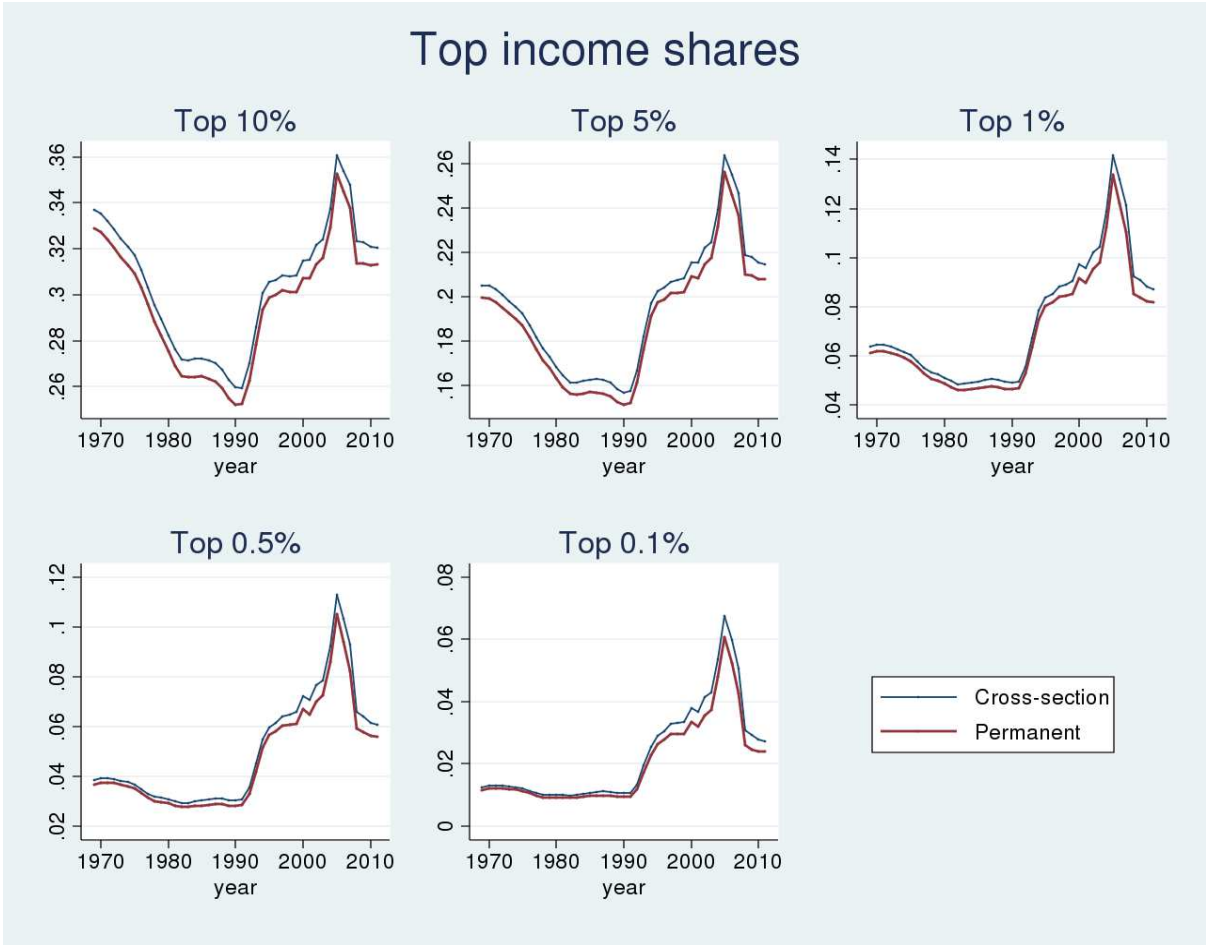 Top income shares
Top 10%
.36
.34
.32
.3
.28
.26
1970 1980 1990 2000 2010
year
Top 5%
.26
.24
.22
.2
.18
.16
1970 1980 1990 2000 2010
year
Top 1%
.14
.12
.1
.08
.06
.04
1970 1980 1990 2000 2010
year
Top 0.5%
.12
.1
.08
.06
.04
.02
1970 1980 1990 2000 2010
year
Top 0.1%
.08
.06
.04
.02
0
1970 1980 1990 2000 2010
year
Cross-section
Permanent